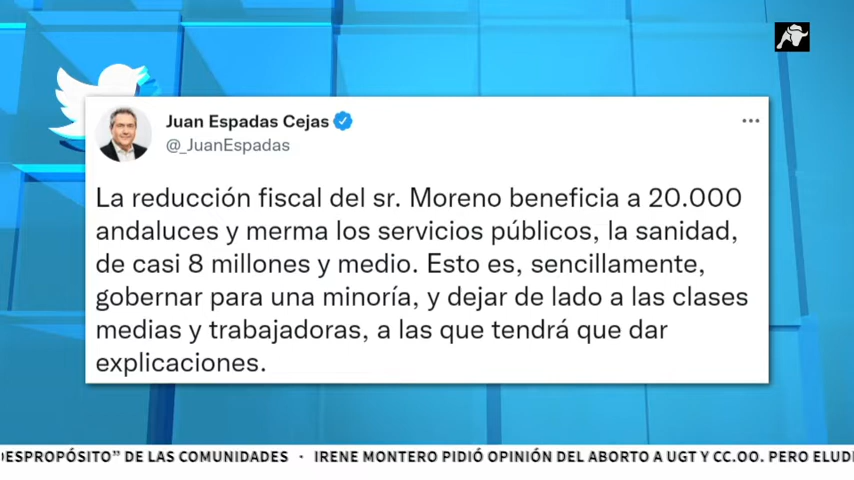 Juan Espadas Cejas
@_JuanEspadas
La reducción fiscal del sr. Moreno beneficia a 20.000
andaluces y merma los servicios públicos, la sanidad,
de casi 8 millones y medio. Esto es, sencillamente,
gobernar para una minoría, y dejar de lado a las clases
medias y trabajadoras, a las que tendrá que dar
explicaciones.
DESPROPÓSITO” DE LAS COMUNIDADES · IRENE MONTERO PIDIÓ OPINIÓN DEL ABORTO A UGT Y CC.OO. PERO ELUD